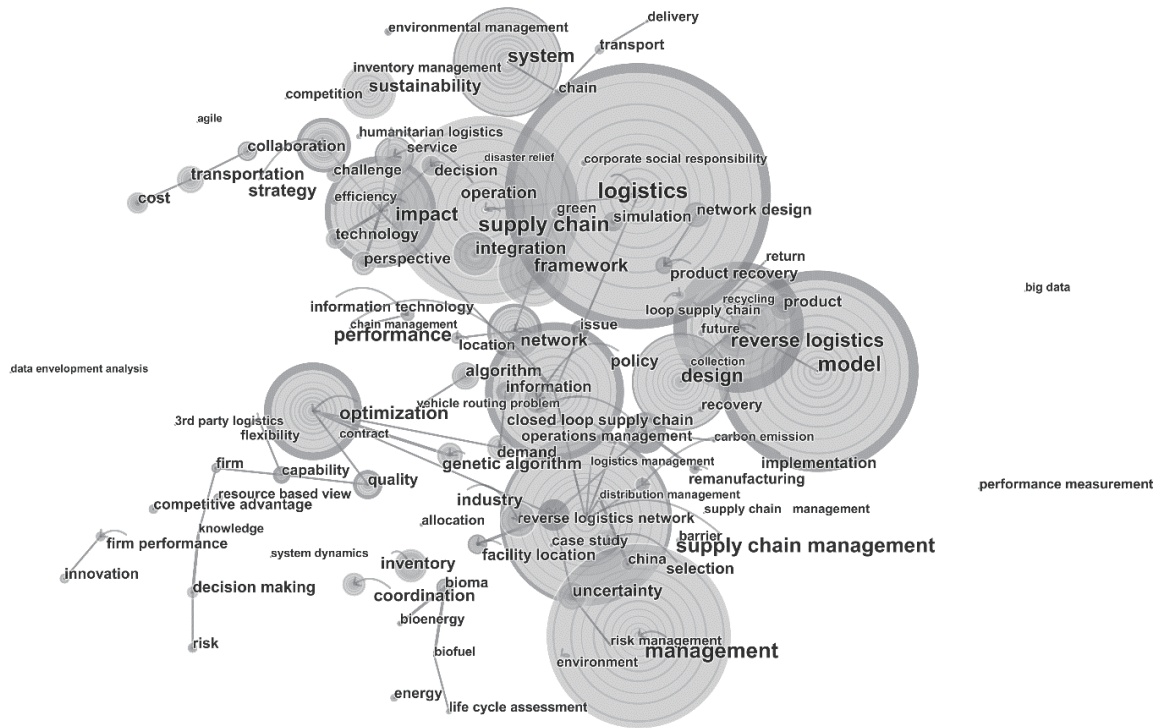 delivery
environmental management
transport
system
inventory management
sustainability
chain
competition
agile
humanitarian logistics
collaboration
service
disaster relief
corporate social responsibility
challenge
decision
transportation
strategy
logistics
operation
efficiency
cost
green
network design
impact
simulation
supply chain
technology
integration
perspective
framework
return
product recovery
big data
recycling
product
information technology
loop supply chain
chain management
issue
future
performance
network
reverse logistics
location
policy
collection
model
data envelopment analysis
algorithm
design
information
vehicle routing problem
recovery
optimization
3rd party logistics
closed loop supply chain
flexibility
contract
operations management
carbon emission
demand
firm
genetic algorithm
logistics management
implementation
capability
quality
remanufacturing
performance measurement
resource based view
industry
distribution management
competitive advantage
supply chain management
allocation
reverse logistics network
knowledge
barrier
firm performance
case study
supply chain management
system dynamics
facility location
china
inventory
selection
innovation
decision making
bioma
uncertainty
coordination
bioenergy
risk
risk management
biofuel
management
environment
energy
life cycle assessment